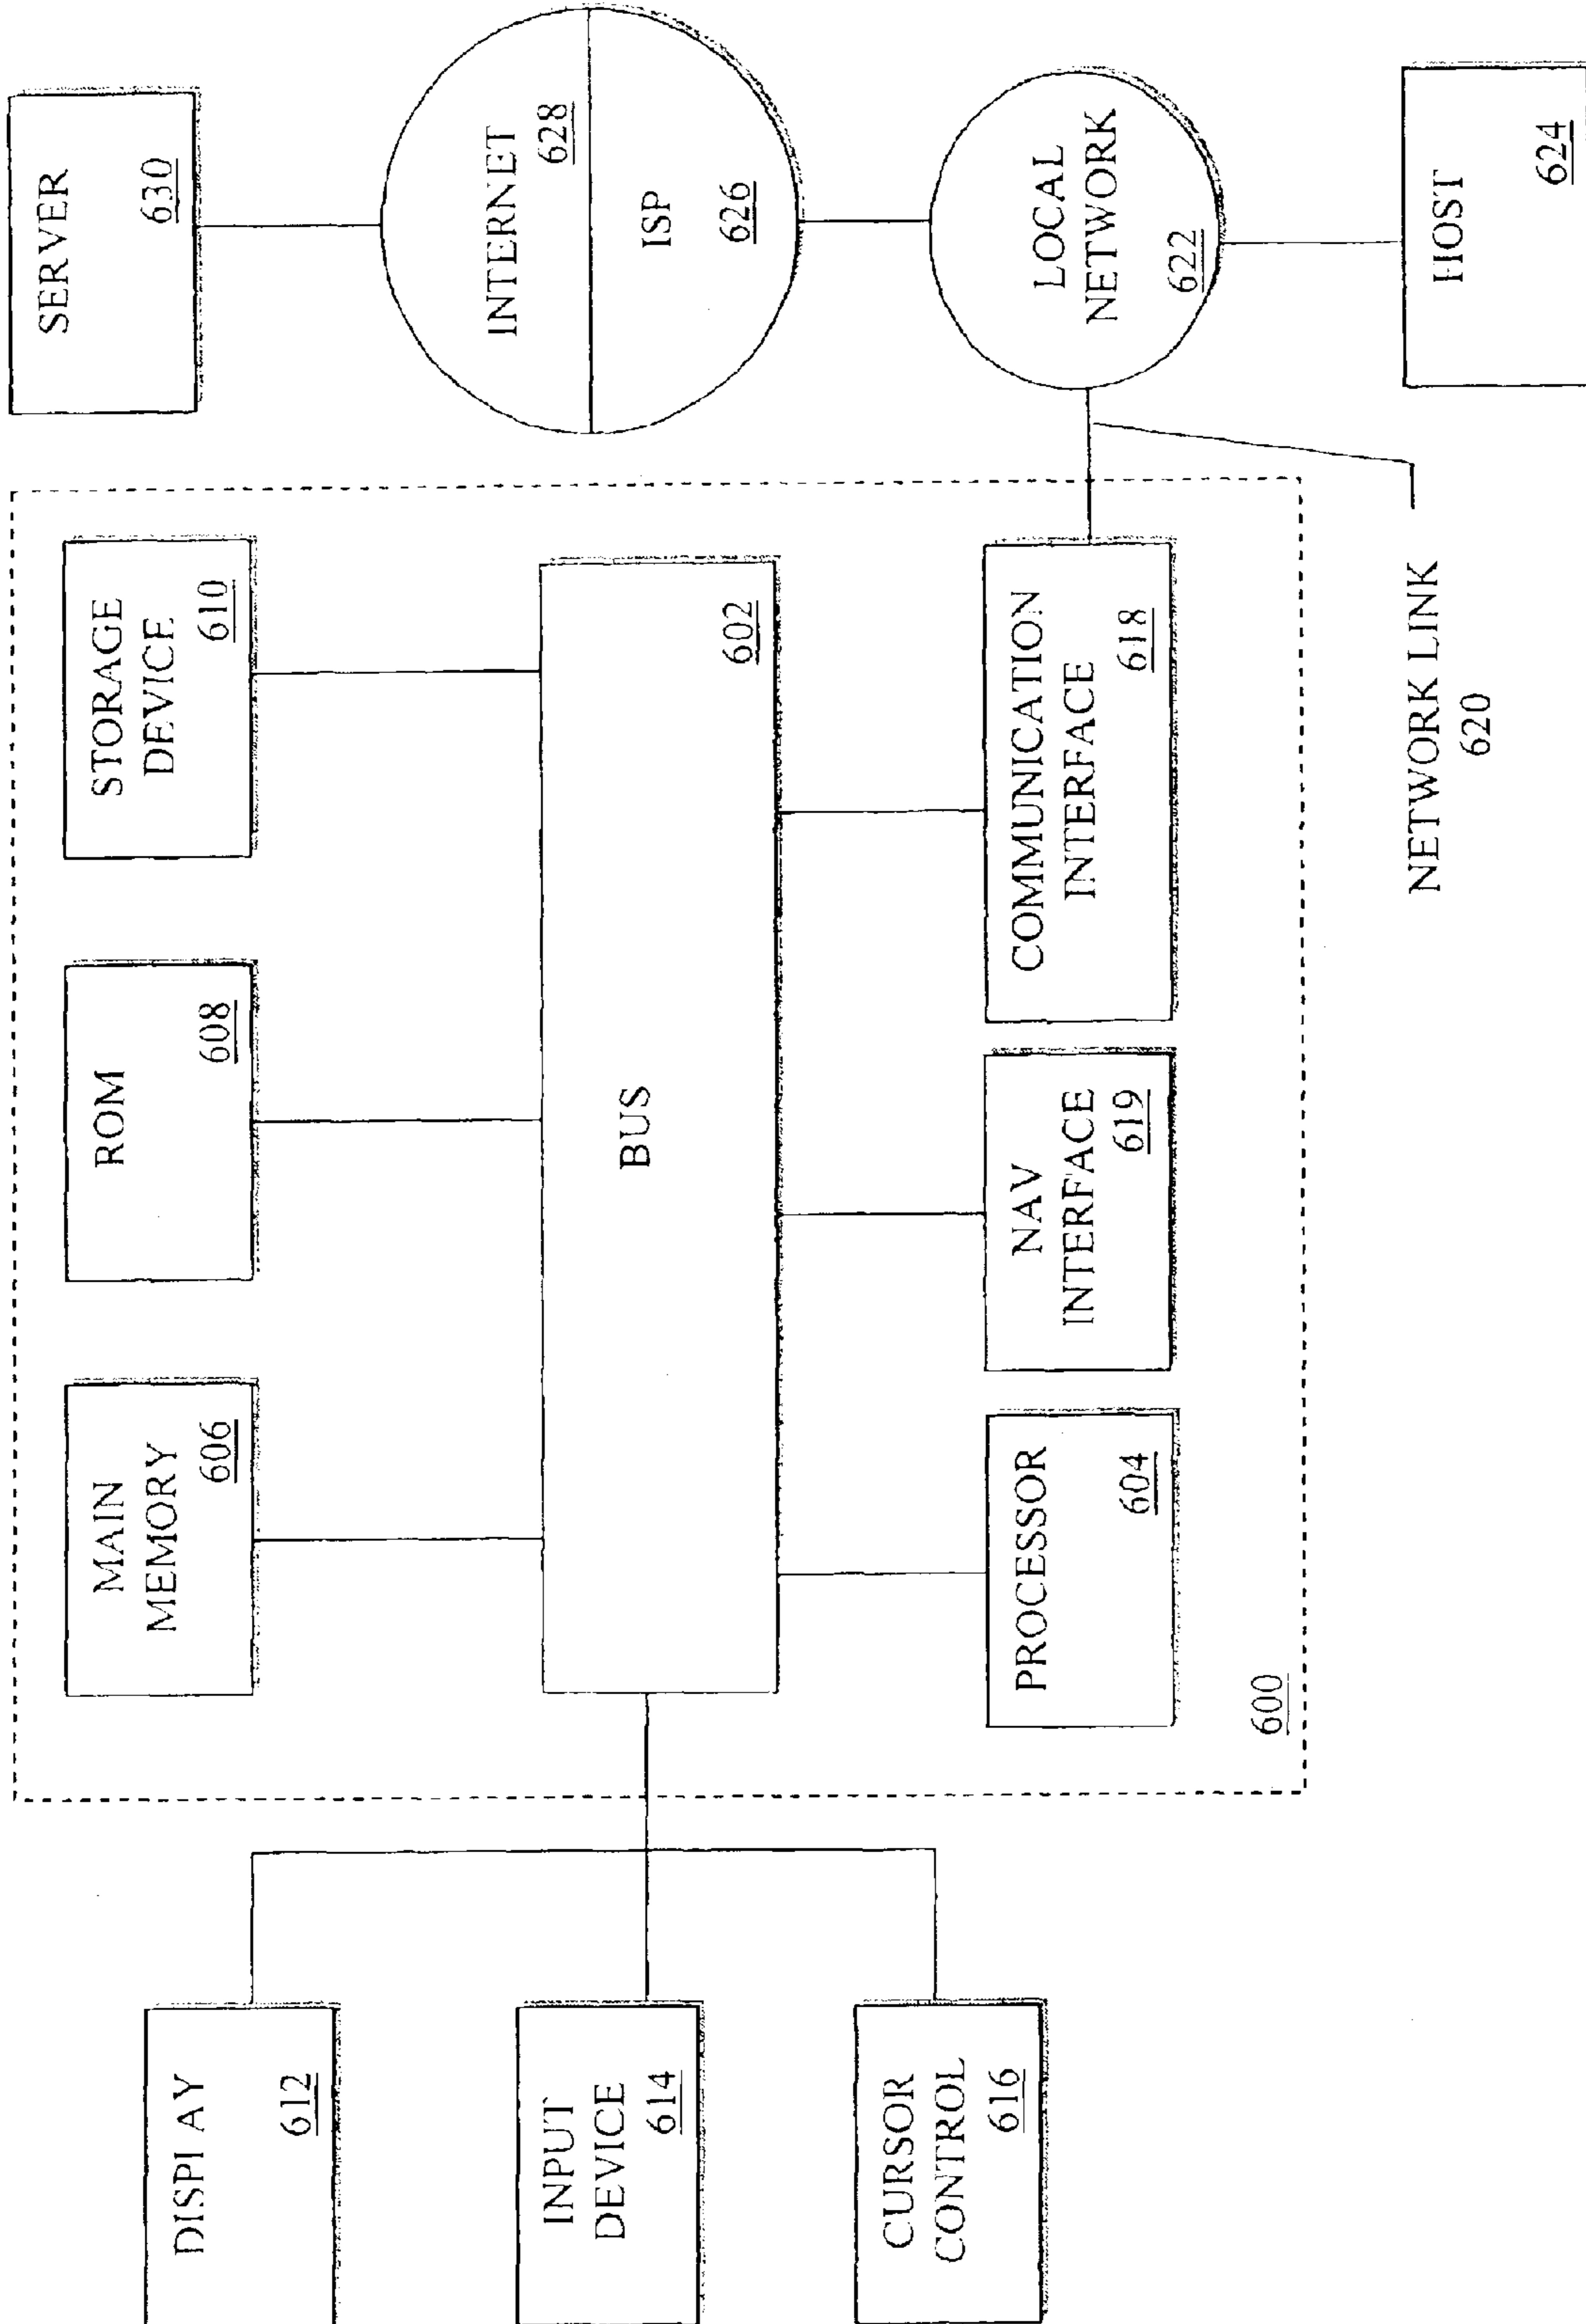 DISPLAY
612
INPUT
DEVICE
614
CURSOR
CONTROL
616
MAIN
MEMORY
606
ROM
608
STORAGE
DEVICE
610
BUS
602
PROCESSOR
604
NAV
INTERFACE
619
COMMUNICATION
INTERFACE
618
600
NETWORK LINK
620
SERVER
630
INTERNET
628
ISP
626
LOCAL
NETWORK
622
HOST
624